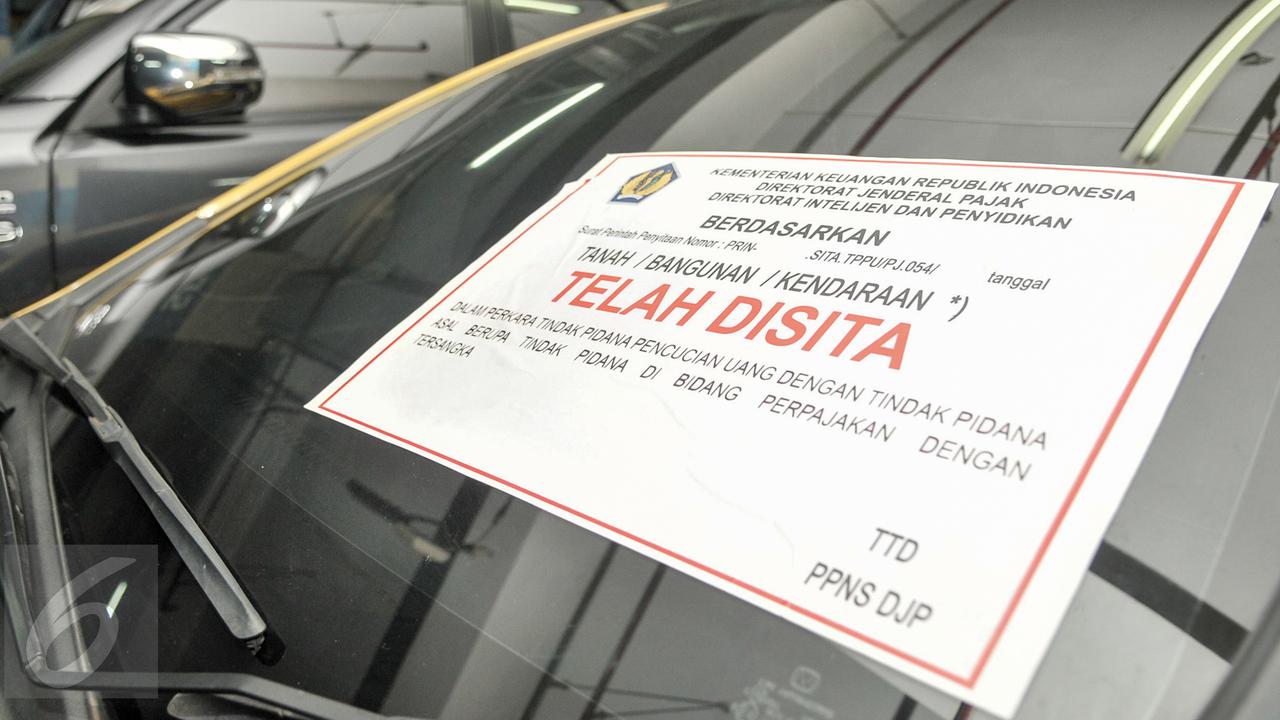 KEMENTERIAN KEUANGAN REPUBLIK INDONESIA
DIREKTORAT JENDERAL PAJAK
DIREKTORAT INTELIJEN DAN PENYIDIKAN
BERDASARKAN
Surat Perintah Penyitaan Nomor : PRIN- .SITA.TPPU/PJ.054/ tanggal
TANAH / BANGUNAN / KENDARAAN *)
TELAH DISITA
DALAM PERKARA TINDAK PIDANA PENCUCIAN UANG DENGAN TINDAK PIDANA
ASAL BERUPA TINDAK PIDANA DI BIDANG PERPAJAKAN DENGAN
TERSANGKA
TTD
PPNS DJP
6